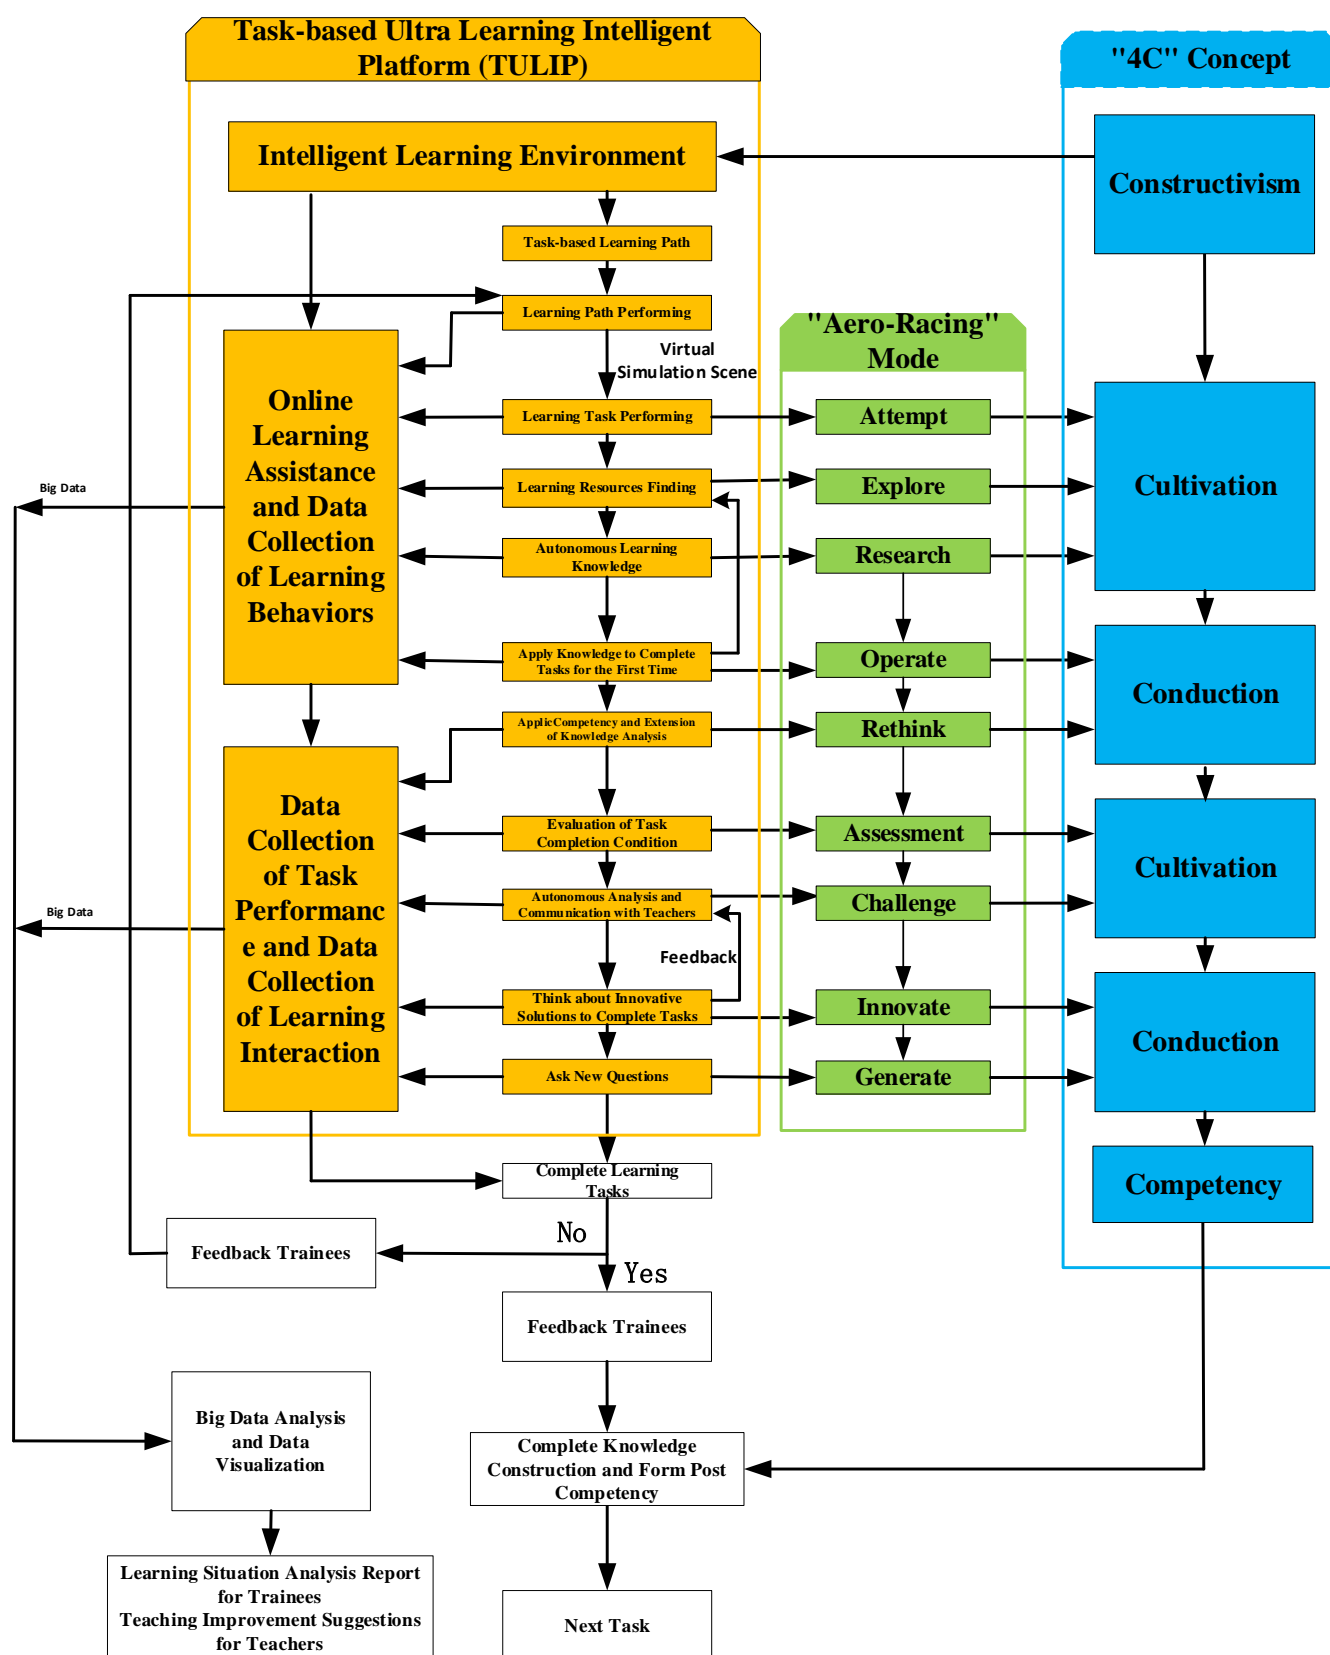 Task-based Ultra Learning Intelligent
Platform (TULIP)
"4C" Concept
Intelligent Learning Environment
Constructivism
Task-based Learning Path
Learning Path Performing
Virtual
Simulation Scene
"Aero-Racing"
Mode
Online
Learning
Assistance
and Data
Collection
of Learning
Behaviors
Learning Task Performing
Attempt
Learning Resources Finding
Explore
Cultivation
Big Data
Autonomous Learning
Knowledge
Research
Apply Knowledge to Complete
Tasks for the First Time
Operate
Conduction
ApplicCompetency and Extension
of Knowledge Analysis
Rethink
Data
Collection
of Task
Performanc
e and Data
Collection
of Learning
Interaction
Evaluation of Task
Completion Condition
Assessment
Cultivation
Autonomous Analysis and
Communication with Teachers
Challenge
Big Data
Feedback
Think about Innovative
Solutions to Complete Tasks
Innovate
Conduction
Ask New Questions
Generate
Complete Learning
Tasks
Competency
No
Feedback Trainees
Yes
Feedback Trainees
Big Data Analysis
and Data
Visualization
Complete Knowledge
Construction and Form Post
Competency
Learning Situation Analysis Report
for Trainees
Teaching Improvement Suggestions
for Teachers
Next Task